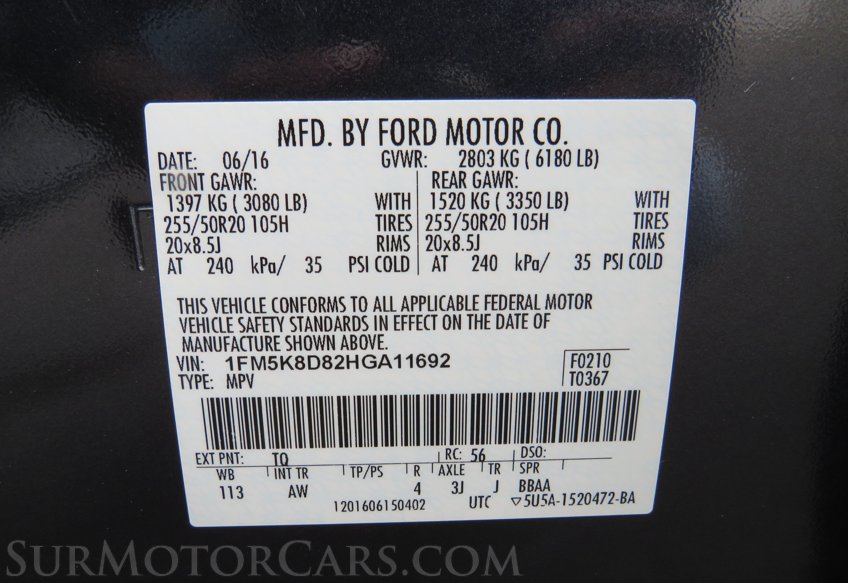 MFD. BY FORD MOTOR CO.
DATE: 06/16 GVWR: 2803 KG ( 6180 LB)
FRONT GAWR: REAR GAWR:
1397 KG ( 3080 LB) WITH 1520 KG ( 3350 LB) WITH
255/50R20 105H TIRES 255/50R20 105H TIRES
20x8.5J RIMS 20x8.5J RIMS
AT 240 kPa/ 35 PSI COLD AT 240 kPa/ 35 PSI COLD
THIS VEHICLE CONFORMS TO ALL APPLICABLE FEDERAL MOTOR
VEHICLE SAFETY STANDARDS IN EFFECT ON THE DATE OF
MANUFACTURE SHOWN ABOVE.
VIN: 1FM5K8D82HGA11692 F0210
TYPE: MPV T0367
EXT PNT: TQ RC: 56 DSO:
WB INT TR TP/PS R AXLE TR SPR
113 AW 4 3J J BBAA
1201606150402 UTC ▽5U5A-1520472-BA
SURMOTORCARS.COM